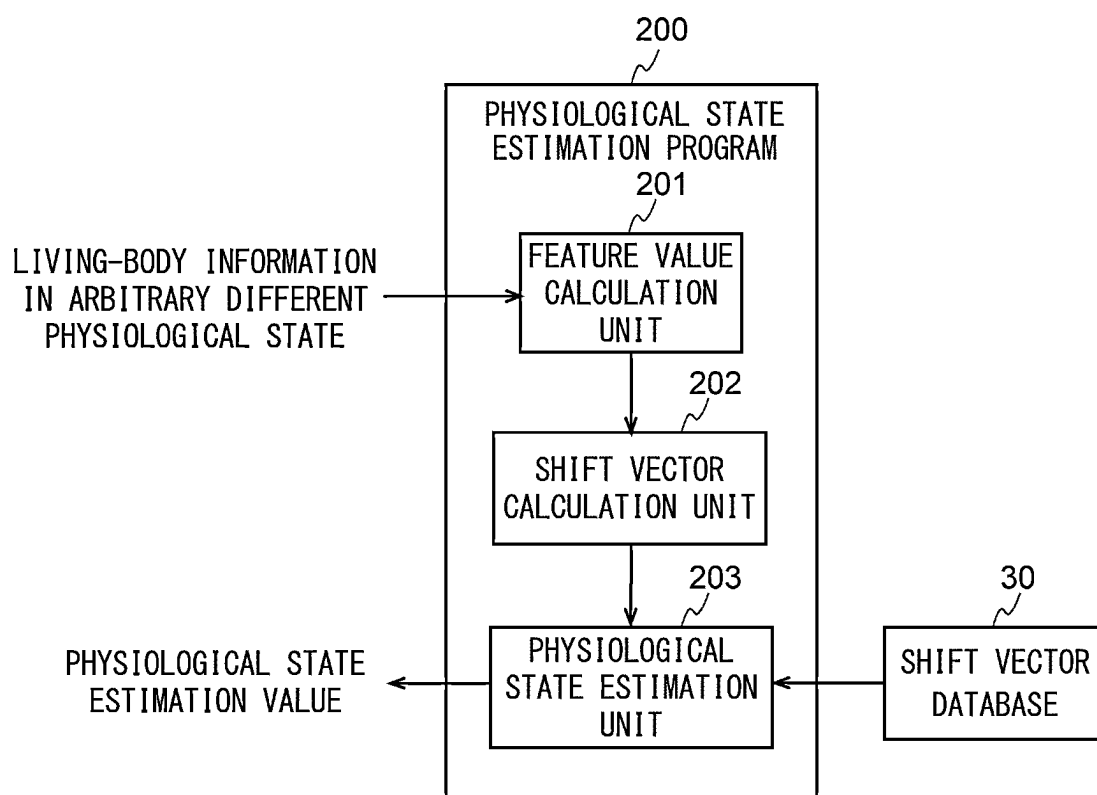 200
PHYSIOLOGICAL STATE
ESTIMATION PROGRAM
201
LIVING-BODY INFORMATION
IN ARBITRARY DIFFERENT
PHYSIOLOGICAL STATE
FEATURE VALUE
CALCULATION
UNIT
202
SHIFT VECTOR
CALCULATION UNIT
203
30
PHYSIOLOGICAL STATE
ESTIMATION VALUE
PHYSIOLOGICAL
STATE ESTIMATION
UNIT
SHIFT VECTOR
DATABASE